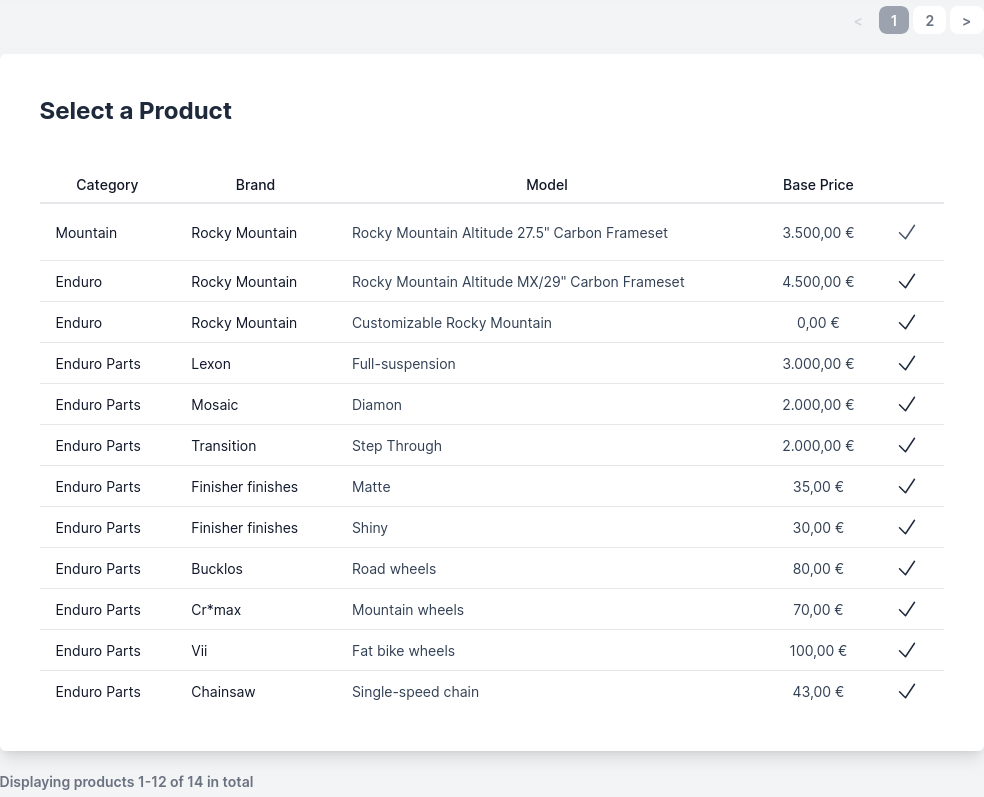 < 1 2 >
Select a Product
Category Brand Model Base Price
Mountain Rocky Mountain Rocky Mountain Altitude 27.5" Carbon Frameset 3.500,00 €
Enduro Rocky Mountain Rocky Mountain Altitude MX/29" Carbon Frameset 4.500,00 €
Enduro Rocky Mountain Customizable Rocky Mountain 0,00 €
Enduro Parts Lexon Full-suspension 3.000,00 €
Enduro Parts Mosaic Diamon 2.000,00 €
Enduro Parts Transition Step Through 2.000,00 €
Enduro Parts Finisher finishes Matte 35,00 €
Enduro Parts Finisher finishes Shiny 30,00 €
Enduro Parts Bucklos Road wheels 80,00 €
Enduro Parts Cr*max Mountain wheels 70,00 €
Enduro Parts Vii Fat bike wheels 100,00 €
Enduro Parts Chainsaw Single-speed chain 43,00 €
Displaying products 1-12 of 14 in total